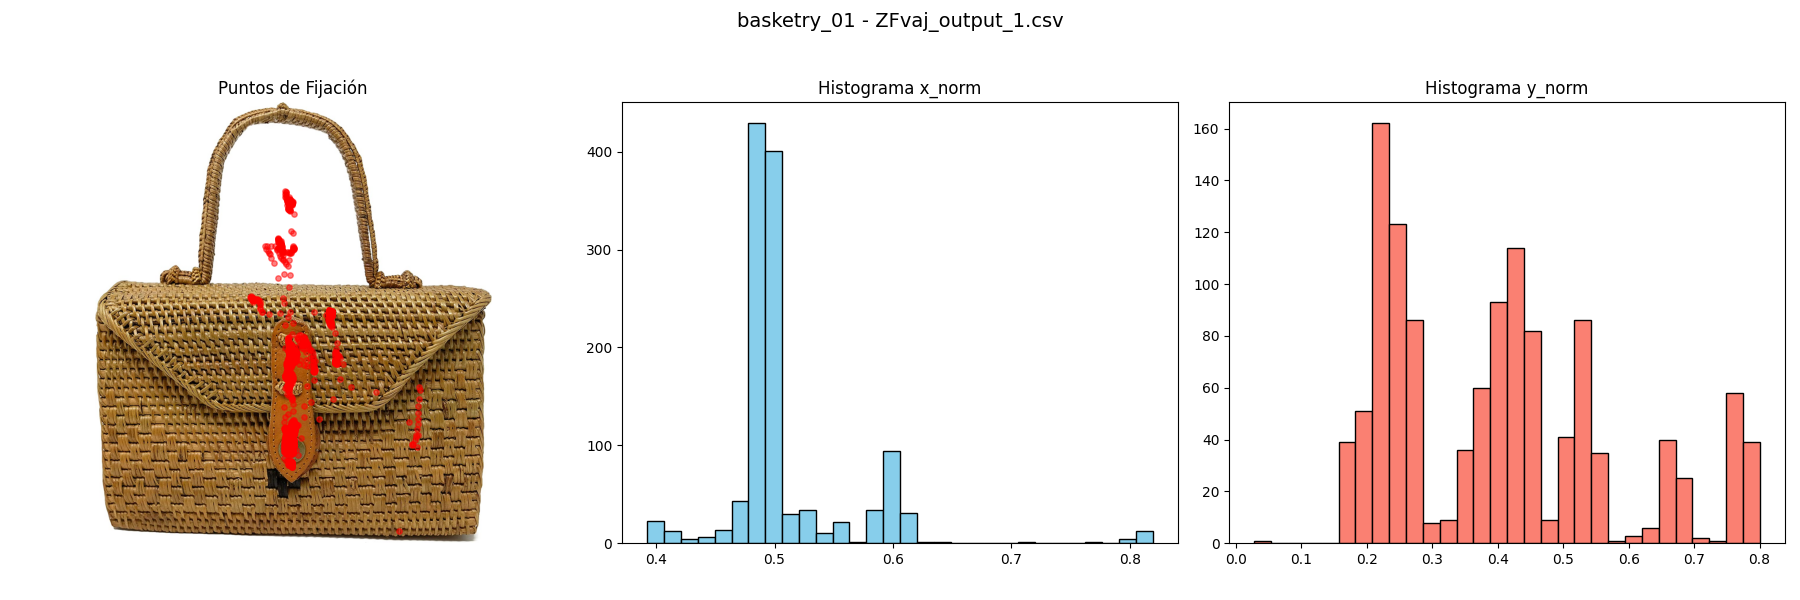 basketry_01 - ZFvaj_output_1.csv
Puntos de Fijación
Histograma x_norm
400
300
200
100
0
0.4 0.5 0.6 0.7 0.8
Histograma y_norm
160
140
120
100
80
60
40
20
0
0.0 0.1 0.2 0.3 0.4 0.5 0.6 0.7 0.8